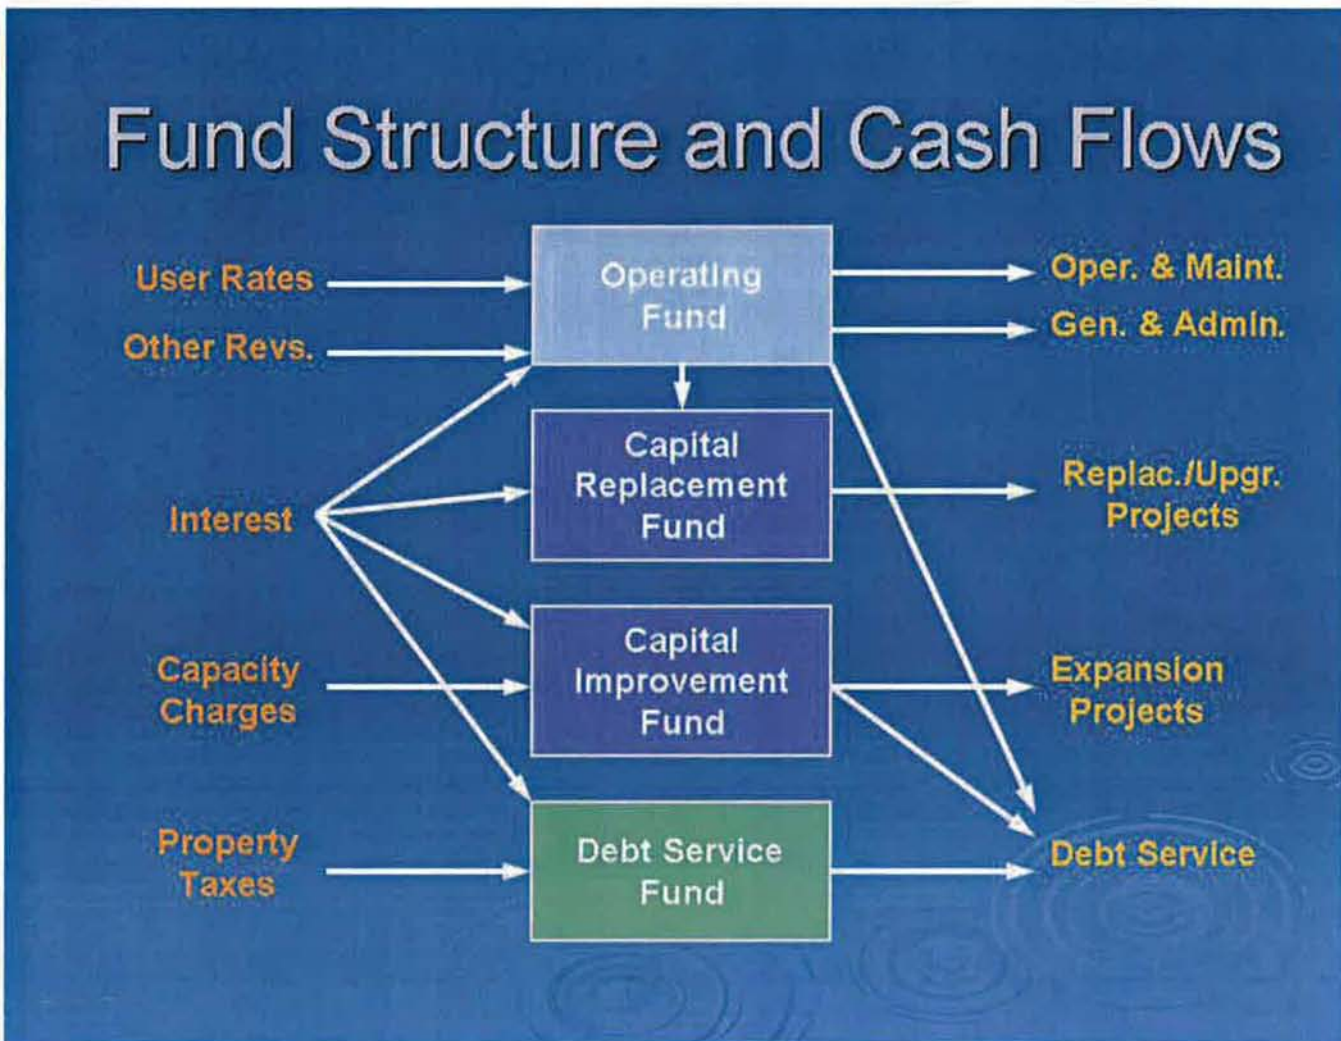 Fund Structure and Cash Flows
User Rates
Other Revs.
Interest
Capacity
Charges
Property
Taxes
Operating
Fund
Capital
Replacement
Fund
Capital
Improvement
Fund
Debt Service
Fund
Oper. & Maint.
Gen. & Admin.
Replac./Upgr.
Projects
Expansion
Projects
Debt Service